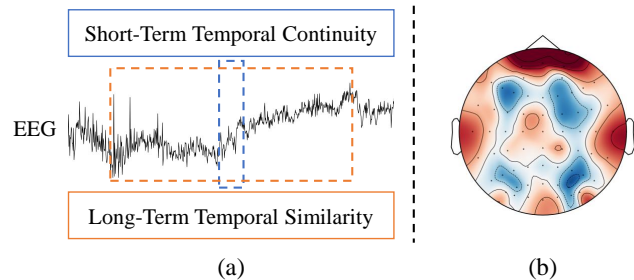 Short-Term Temporal Continuity
EEG
Long-Term Temporal Similarity
(a)
(b)